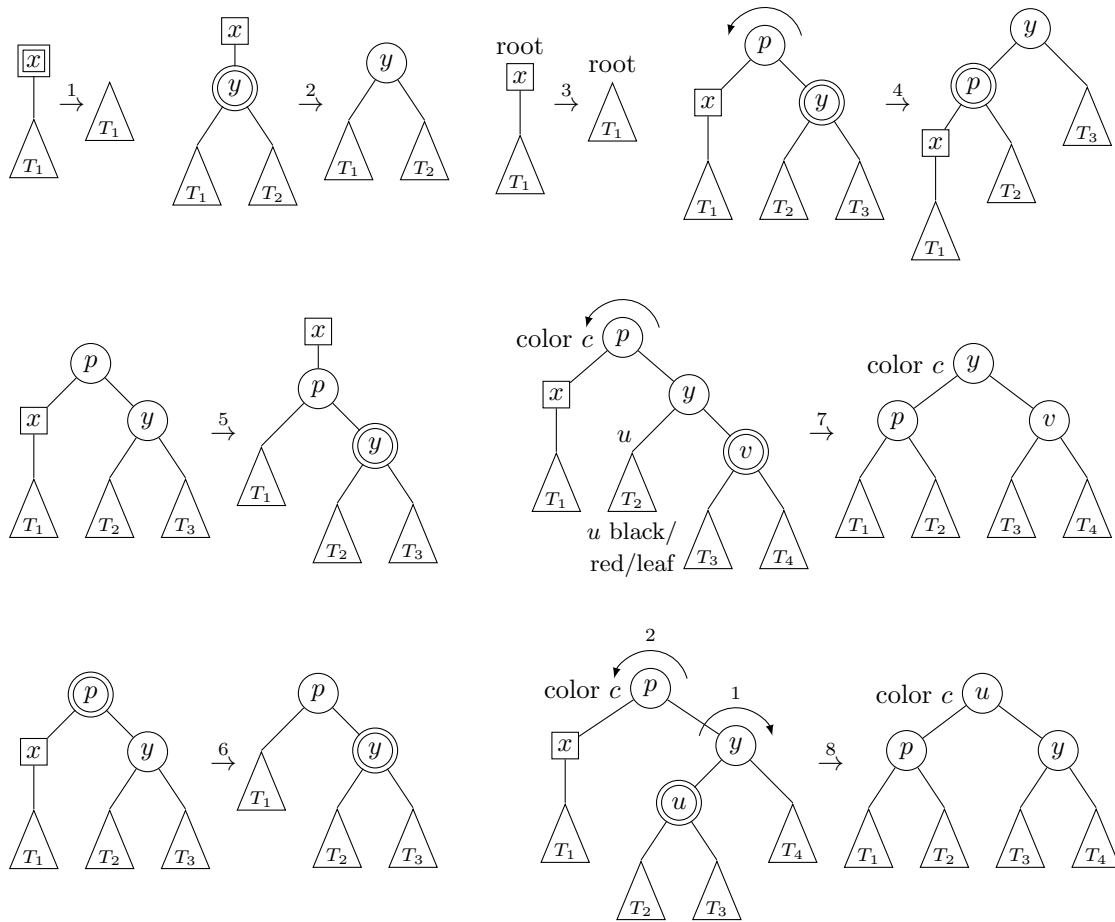 x 1 T1 T1
x y 2 y T1 T2 T1 T2
root x 3 root T1 T1
p x y 4 y p x T3 T1 T2 T3 T2 T1
p x y 5 x p y T1 T2 T3 T1 T2 T3
color c p x y u v 7 color c y p v T1 T2 T1 T2 T3 T4
u black/
red/leaf T3 T4
p x y 6 p y T1 T2 T3 T1 T2 T3
2 color c p 1 x y u 8 color c u p y T1 T4 T2 T3 T1 T2 T3 T4